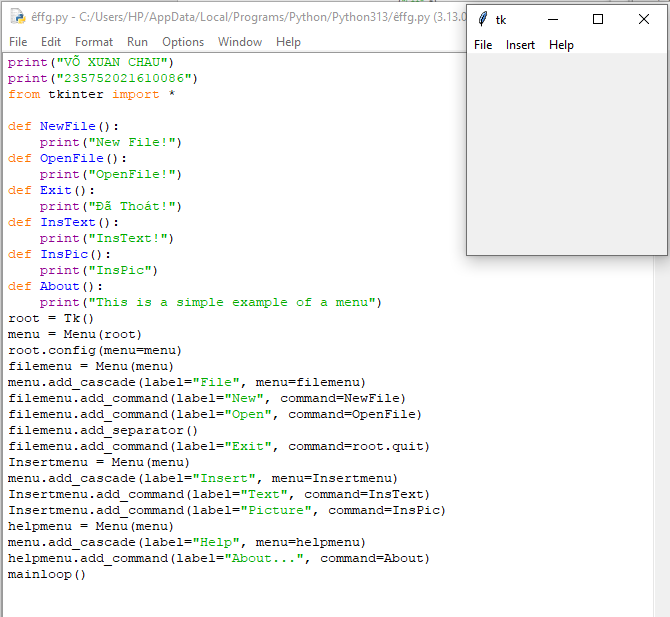 êffg.py - C:/Users/HP/AppData/Local/Programs/Python/Python313/êffg.py (3.13.0
File Edit Format Run Options Window Help
tk
File Insert Help
print("VÕ XUAN CHAU")
print("235752021610086")
from tkinter import *
def NewFile():
    print("New File!")
def OpenFile():
    print("OpenFile!")
def Exit():
    print("Đã Thoát!")
def InsText():
    print("InsText!")
def InsPic():
    print("InsPic")
def About():
    print("This is a simple example of a menu")
root = Tk()
menu = Menu(root)
root.config(menu=menu)
filemenu = Menu(menu)
menu.add_cascade(label="File", menu=filemenu)
filemenu.add_command(label="New", command=NewFile)
filemenu.add_command(label="Open", command=OpenFile)
filemenu.add_separator()
filemenu.add_command(label="Exit", command=root.quit)
Insertmenu = Menu(menu)
menu.add_cascade(label="Insert", menu=Insertmenu)
Insertmenu.add_command(label="Text", command=InsText)
Insertmenu.add_command(label="Picture", command=InsPic)
helpmenu = Menu(menu)
menu.add_cascade(label="Help", menu=helpmenu)
helpmenu.add_command(label="About...", command=About)
mainloop()